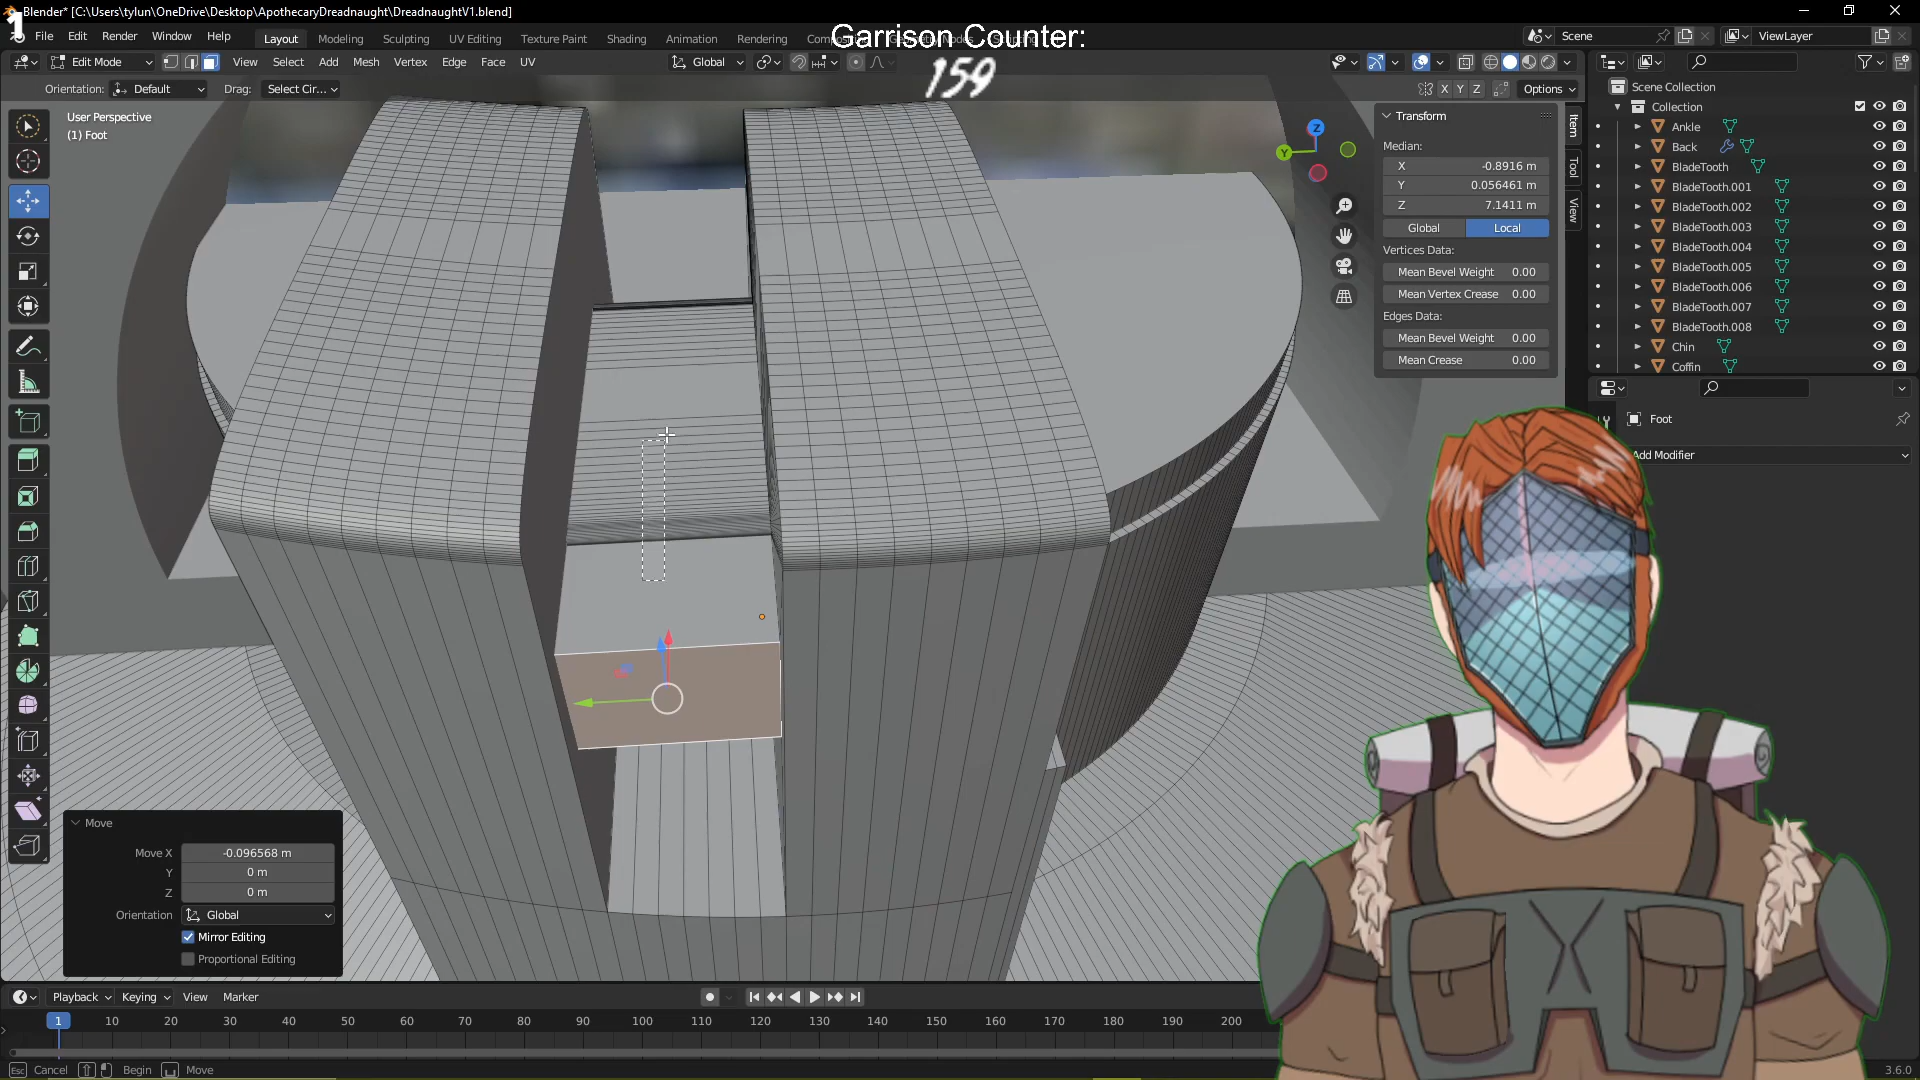 1
Blender* [C:\Users\tylun\OneDrive\Desktop\ApothecaryDreadnaught\DreadnaughtV1.blend]
File Edit Render Window Help
Layout Modeling Sculpting UV Editing Texture Paint Shading Animation Rendering
Garrison Counter:
159
Scene
ViewLayer
Edit Mode
View Select Add Mesh Vertex Edge Face UV
Global
Orientation: Default Drag: Select Cir...
X Y Z Options
User Perspective
(1) Foot
Z
Y
Transform
Median:
X -0.8916 m
Y 0.056461 m
Z 7.1411 m
Global Local
Vertices Data:
Mean Bevel Weight 0.00
Mean Vertex Crease 0.00
Edges Data:
Mean Bevel Weight 0.00
Mean Crease 0.00
Item
Tool
View
Scene Collection
Collection
Ankle
Back
BladeTooth
BladeTooth.001
BladeTooth.002
BladeTooth.003
BladeTooth.004
BladeTooth.005
BladeTooth.006
BladeTooth.007
BladeTooth.008
Chin
Coffin
Foot
Add Modifier
Move
Move X -0.096568 m
Y 0 m
Z 0 m
Orientation Global
Mirror Editing
Proportional Editing
Playback Keying View Marker
1 10 20 30 40 50 60 70 80 90 100 110 120 130 140 150 160 170 180 190 200
Esc Cancel Begin Move
3.6.0